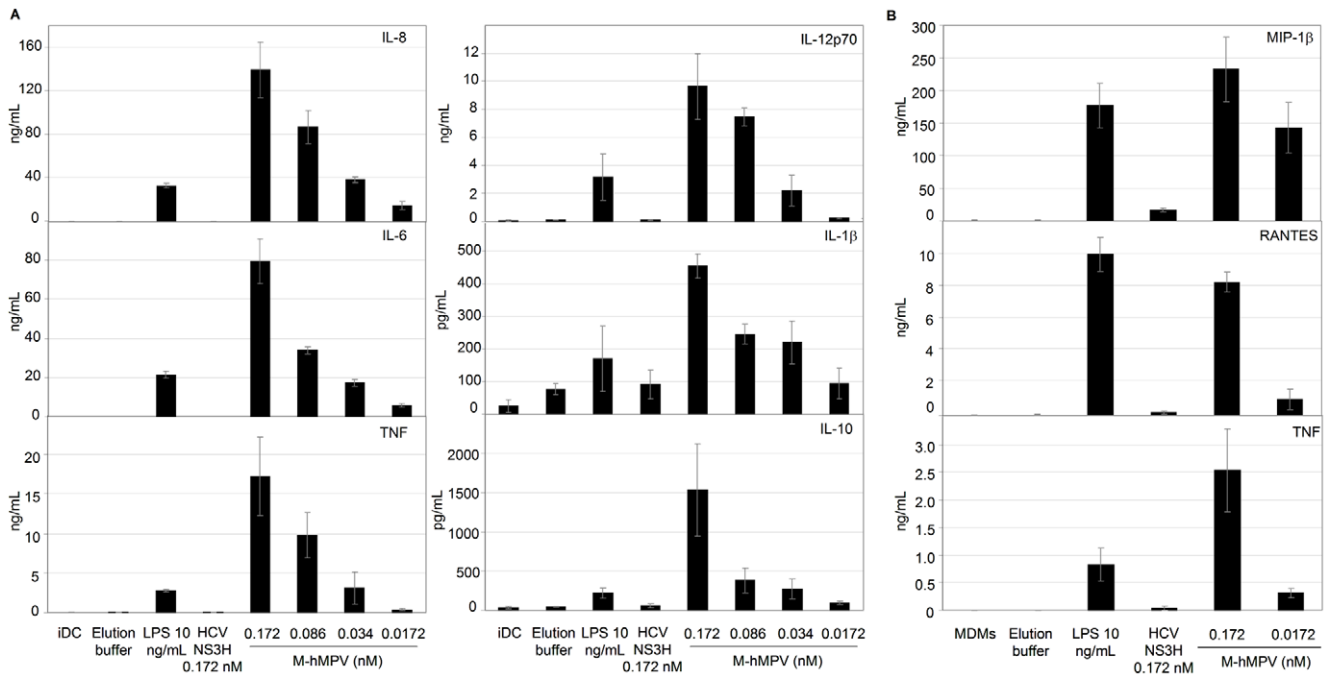 A
IL-8
160
120
80
40
0
ng/mL
IL-6
80
60
40
20
0
ng/mL
TNF
20
15
10
5
0
ng/mL
iDC
Elution
buffer
LPS 10
ng/mL
HCV
NS3H
0.172 nM
0.172
0.086
0.034
0.0172
M-hMPV (nM)
IL-12p70
12
10
8
6
4
2
0
ng/mL
IL-1β
500
400
300
200
100
0
pg/mL
IL-10
2000
1500
1000
500
0
pg/mL
iDC
Elution
buffer
LPS 10
ng/mL
HCV
NS3H
0.172 nM
0.172
0.086
0.034
0.0172
M-hMPV (nM)
B
MIP-1β
300
250
200
150
100
50
0
ng/mL
RANTES
10
8
6
4
2
0
ng/mL
TNF
3.0
2.5
2.0
1.5
1.0
0.5
0
ng/mL
MDMs
Elution
buffer
LPS 10
ng/mL
HCV
NS3H
0.172 nM
0.172
0.0172
M-hMPV (nM)